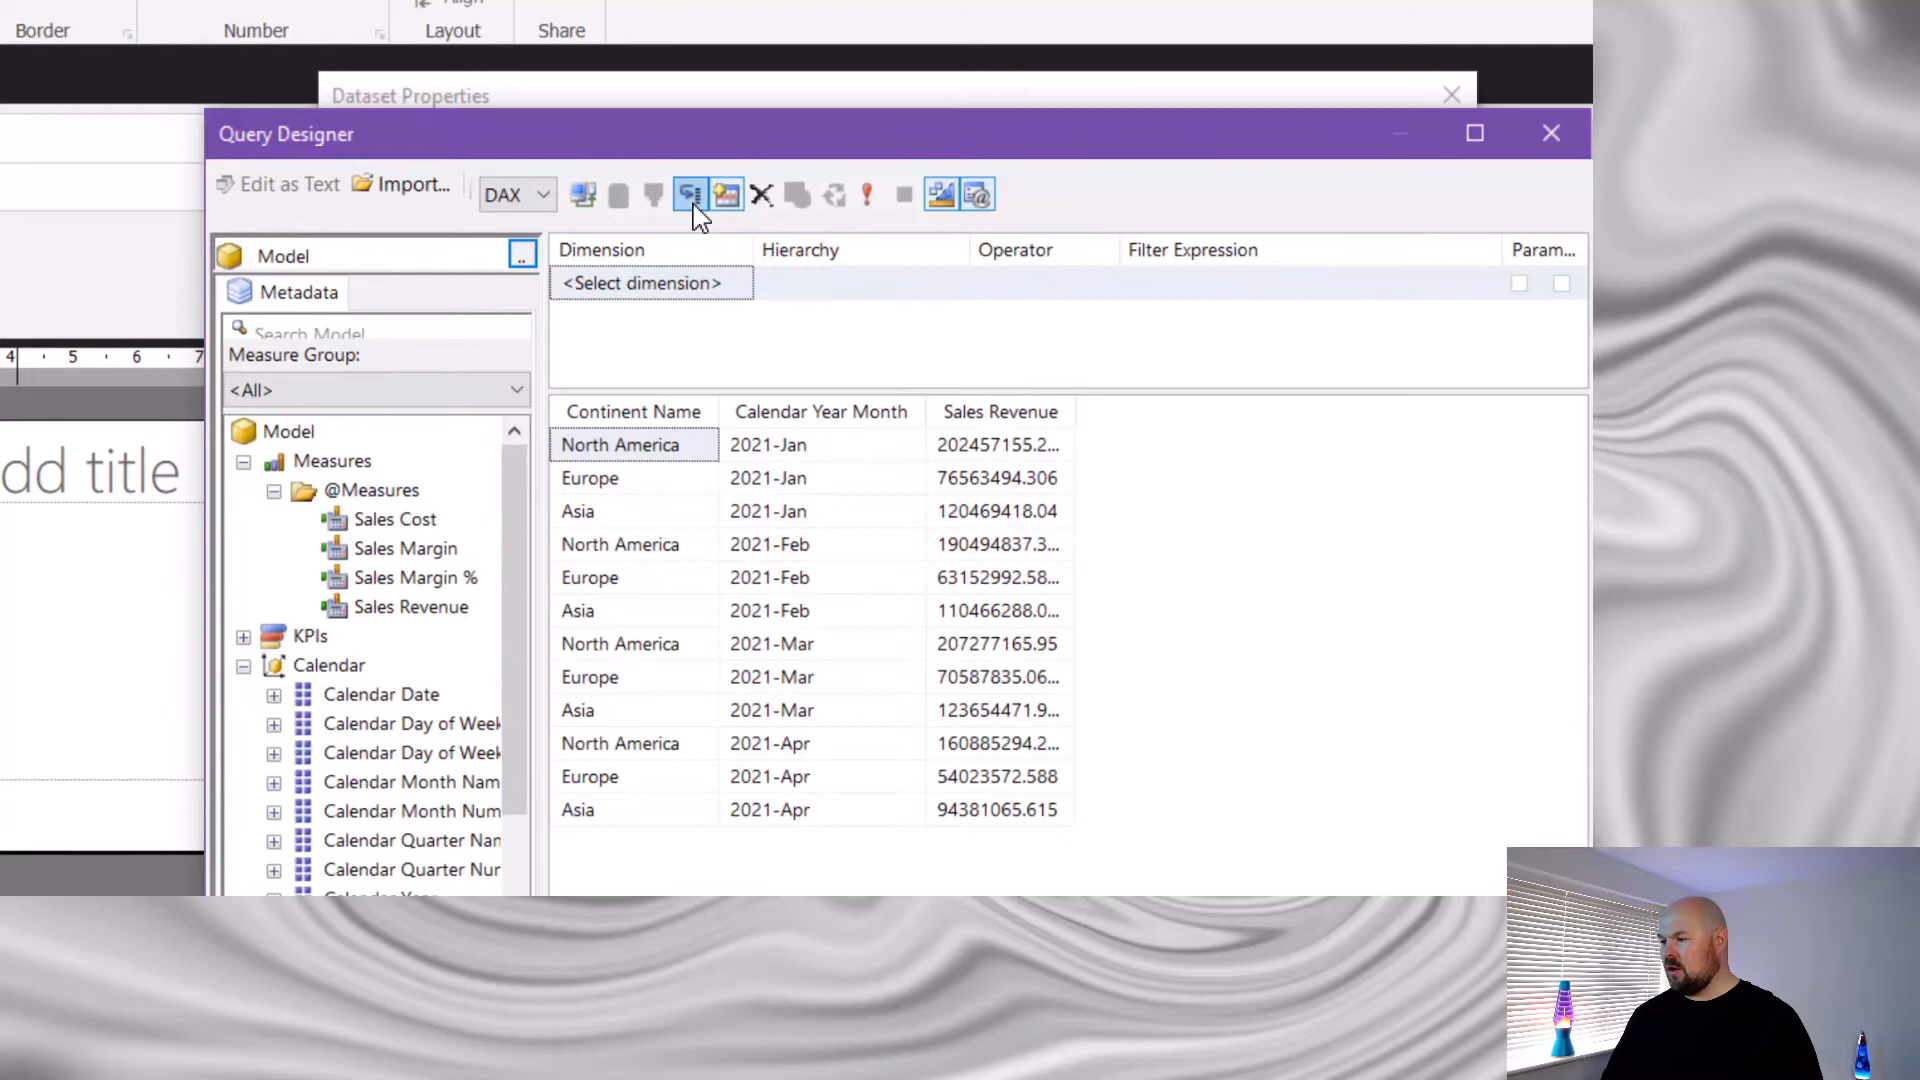 Border
Number
Layout
Share
Dataset Properties
Query Designer
Edit as Text
Import...
DAX
Model
..
Metadata
Search Model
Measure Group:
<All>
Model
Measures
@Measures
Sales Cost
Sales Margin
Sales Margin %
Sales Revenue
KPIs
Calendar
Calendar Date
Calendar Day of Week
Calendar Day of Week
Calendar Month Nam
Calendar Month Num
Calendar Quarter Nan
Calendar Quarter Nur
Dimension Hierarchy Operator Filter Expression Param...
<Select dimension>
Continent Name Calendar Year Month Sales Revenue
North America 2021-Jan 202457155.2...
Europe 2021-Jan 76563494.306
Asia 2021-Jan 120469418.04
North America 2021-Feb 190494837.3...
Europe 2021-Feb 63152992.58...
Asia 2021-Feb 110466288.0...
North America 2021-Mar 207277165.95
Europe 2021-Mar 70587835.06...
Asia 2021-Mar 123654471.9...
North America 2021-Apr 160885294.2...
Europe 2021-Apr 54023572.588
Asia 2021-Apr 94381065.615
4 5 6 7
dd title